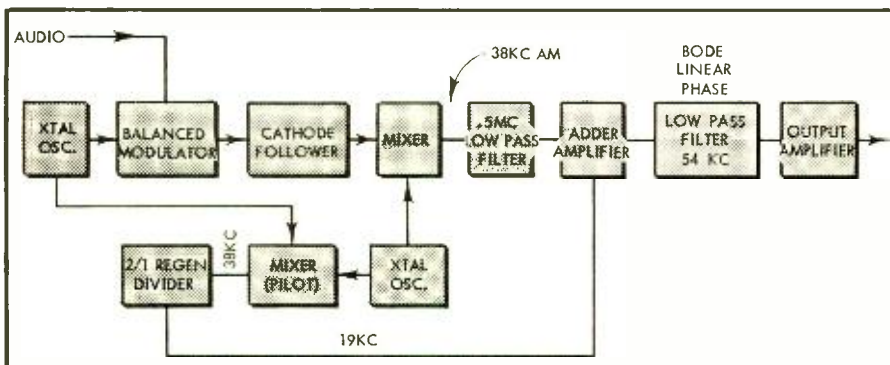 AUDIO
38KC AM
BODE
LINEAR
PHASE
XTAL
OSC.
BALANCED
MODULATOR
CATHODE
FOLLOWER
MIXER
.5MC
LOW PASS
FILTER
ADDER
AMPLIFIER
LOW PASS
FILTER
54 KC
OUTPUT
AMPLIFIER
2/1 REGEN
DIVIDER
38KC
MIXER
(PILOT)
XTAL
OSC.
19KC